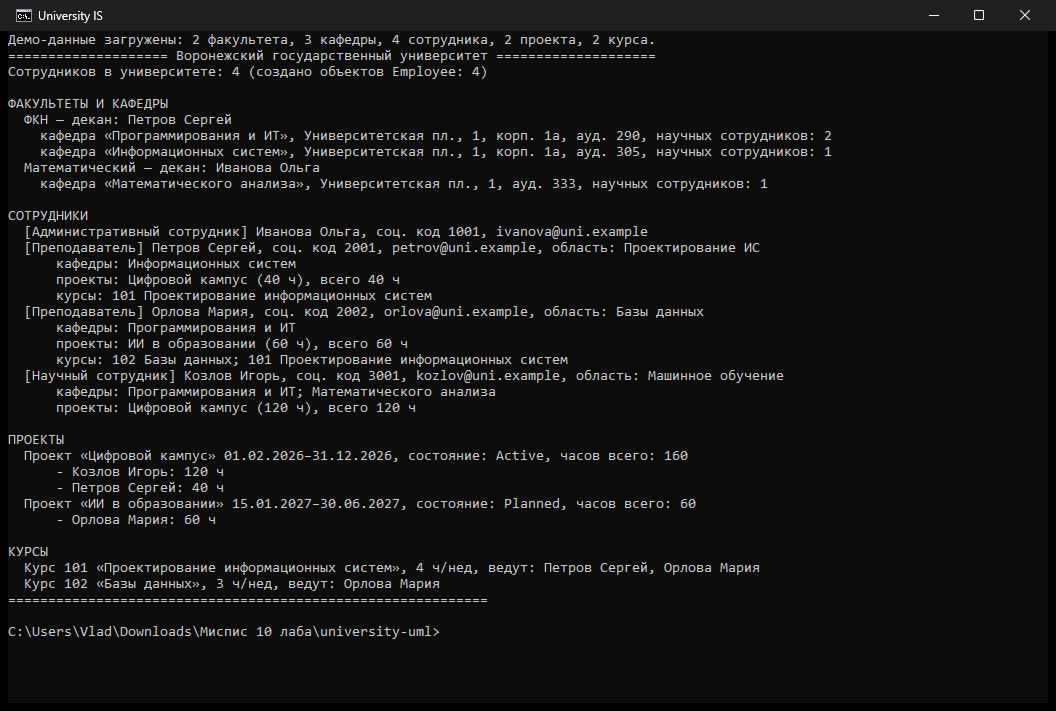 University IS
Демо-данные загружены: 2 факультета, 3 кафедры, 4 сотрудника, 2 проекта, 2 курса.
==================== Воронежский государственный университет ====================
Сотрудников в университете: 4 (создано объектов Employee: 4)
ФАКУЛЬТЕТЫ И КАФЕДРЫ
ФКН — декан: Петров Сергей
кафедра «Программирования и ИТ», Университетская пл., 1, корп. 1а, ауд. 290, научных сотрудников: 2
кафедра «Информационных систем», Университетская пл., 1, корп. 1а, ауд. 305, научных сотрудников: 1
Математический — декан: Иванова Ольга
кафедра «Математического анализа», Университетская пл., 1, ауд. 333, научных сотрудников: 1
СОТРУДНИКИ
[Административный сотрудник] Иванова Ольга, соц. код 1001, ivanova@uni.example
[Преподаватель] Петров Сергей, соц. код 2001, petrov@uni.example, область: Проектирование ИС
кафедры: Информационных систем
проекты: Цифровой кампус (40 ч), всего 40 ч
курсы: 101 Проектирование информационных систем
[Преподаватель] Орлова Мария, соц. код 2002, orlova@uni.example, область: Базы данных
кафедры: Программирования и ИТ
проекты: ИИ в образовании (60 ч), всего 60 ч
курсы: 102 Базы данных; 101 Проектирование информационных систем
[Научный сотрудник] Козлов Игорь, соц. код 3001, kozlov@uni.example, область: Машинное обучение
кафедры: Программирования и ИТ; Математического анализа
проекты: Цифровой кампус (120 ч), всего 120 ч
ПРОЕКТЫ
Проект «Цифровой кампус» 01.02.2026–31.12.2026, состояние: Active, часов всего: 160
- Козлов Игорь: 120 ч
- Петров Сергей: 40 ч
Проект «ИИ в образовании» 15.01.2027–30.06.2027, состояние: Planned, часов всего: 60
- Орлова Мария: 60 ч
КУРСЫ
Курс 101 «Проектирование информационных систем», 4 ч/нед, ведут: Петров Сергей, Орлова Мария
Курс 102 «Базы данных», 3 ч/нед, ведут: Орлова Мария
============================================================
C:\Users\Vlad\Downloads\Миспис 10 лаба\university-uml>